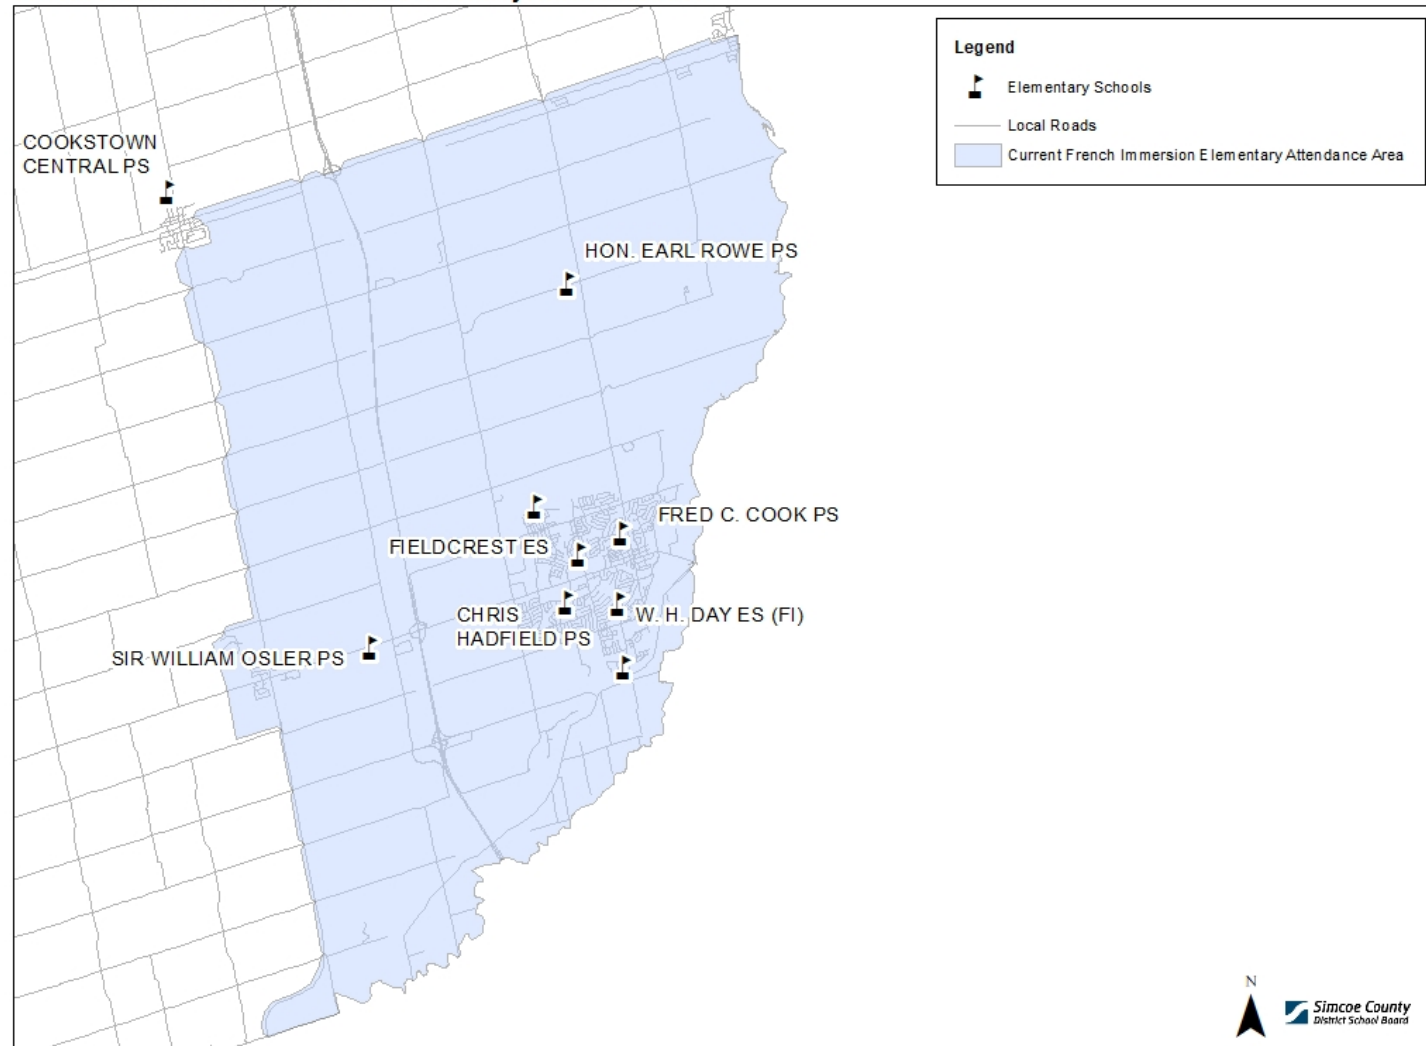 Legend
Elementary Schools
Local Roads
Current French Immersion Elementary Attendance Area
COOKSTOWN
CENTRAL PS
HON. EARL ROWE PS
FRED C. COOK PS
FIELDCREST ES
CHRIS
HADFIELD PS
W. H. DAY ES (FI)
SIR WILLIAM OSLER PS
N
Simcoe County
District School Board